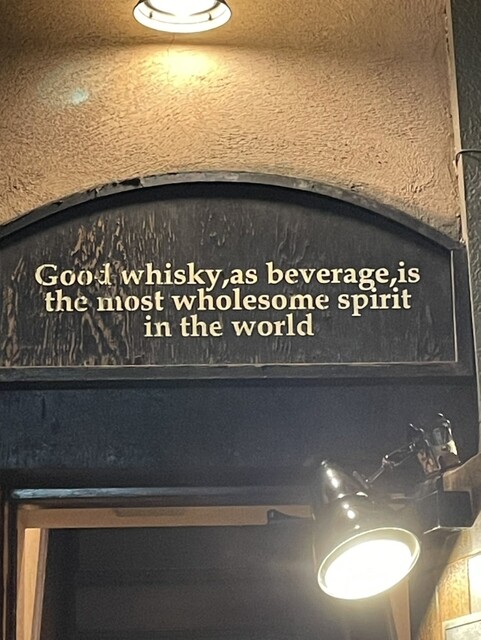 Good whisky,as beverage,is
the most wholesome spirit
in the world